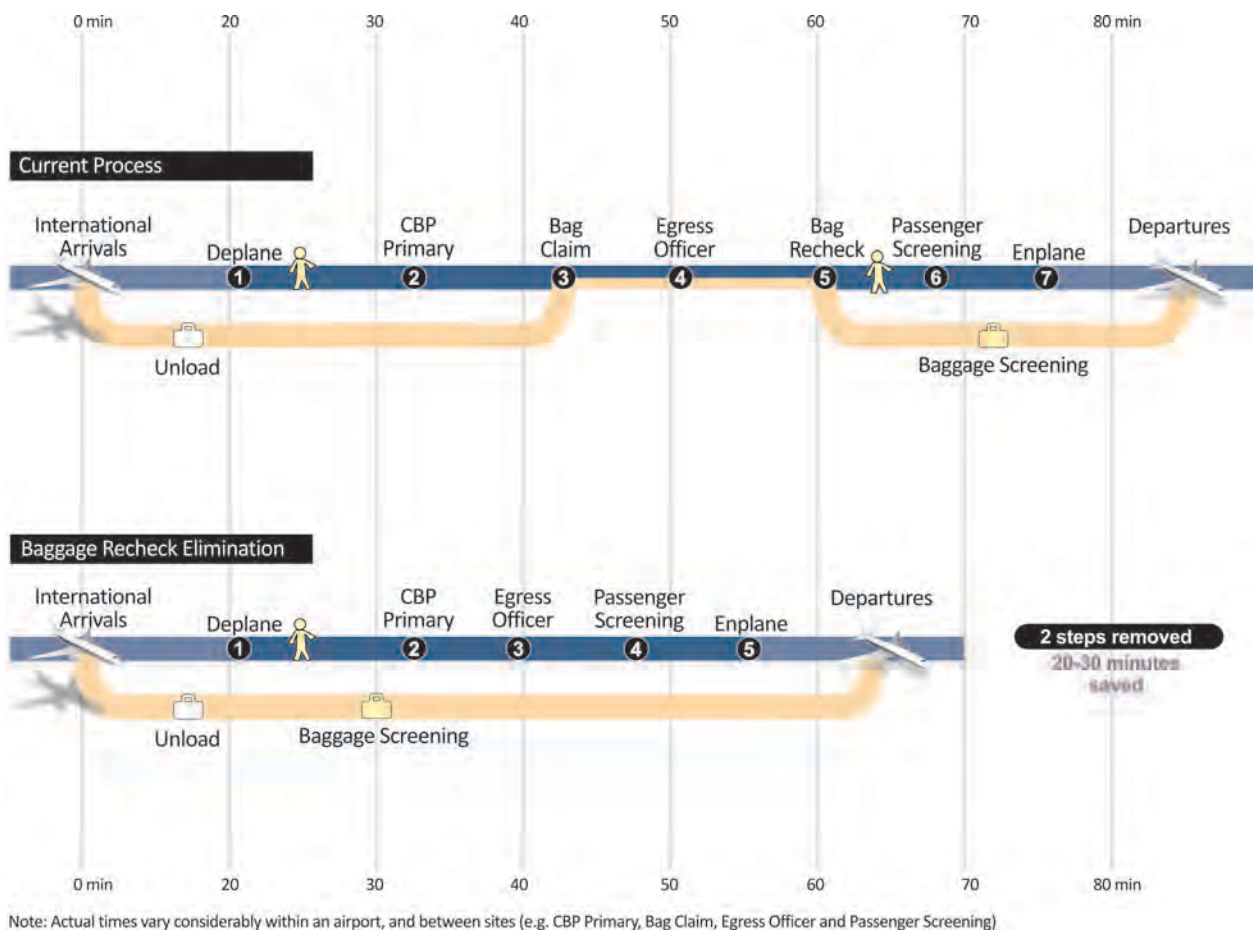 0 min 20 30 40 50 60 70 80 min
Current Process
International
Arrivals
Deplane
CBP
Primary
Bag
Claim
Egress
Officer
Bag
Recheck
Passenger
Screening
Enplane
Departures
1 2 3 4 5 6 7
Unload
Baggage Screening
Baggage Recheck Elimination
International
Arrivals
Deplane
CBP
Primary
Egress
Officer
Passenger
Screening
Enplane
Departures
1 2 3 4 5
2 steps removed
20-30 minutes
saved
Unload
Baggage Screening
0 min 20 30 40 50 60 70 80 min
Note: Actual times vary considerably within an airport, and between sites (e.g. CBP Primary, Bag Claim, Egress Officer and Passenger Screening)